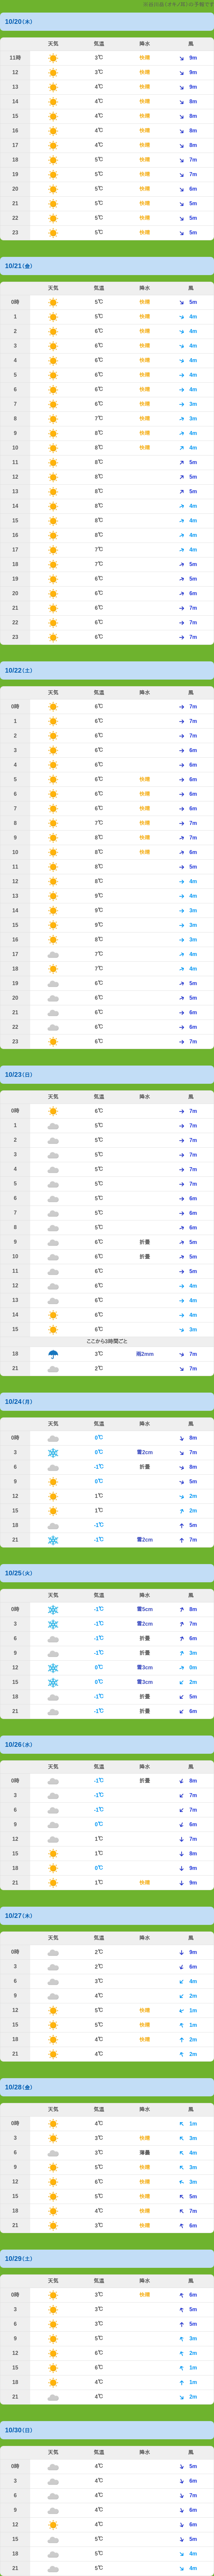 谷川岳（オキノ耳）の予報です
10/20（木）
天気 気温 降水 風
11時 3℃ 快晴 9m
12 3℃ 快晴 9m
13 4℃ 快晴 9m
14 4℃ 快晴 8m
15 4℃ 快晴 8m
16 4℃ 快晴 8m
17 4℃ 快晴 8m
18 5℃ 快晴 7m
19 5℃ 快晴 7m
20 5℃ 快晴 6m
21 5℃ 快晴 5m
22 5℃ 快晴 5m
23 5℃ 快晴 5m
10/21（金）
天気 気温 降水 風
0時 5℃ 快晴 5m
1 5℃ 快晴 4m
2 6℃ 快晴 4m
3 6℃ 快晴 4m
4 6℃ 快晴 4m
5 6℃ 快晴 4m
6 6℃ 快晴 4m
7 6℃ 快晴 3m
8 7℃ 快晴 3m
9 8℃ 快晴 4m
10 8℃ 快晴 4m
11 8℃ 5m
12 8℃ 5m
13 8℃ 5m
14 8℃ 4m
15 8℃ 4m
16 8℃ 4m
17 7℃ 4m
18 7℃ 5m
19 6℃ 5m
20 6℃ 6m
21 6℃ 7m
22 6℃ 7m
23 6℃ 7m
10/22（土）
天気 気温 降水 風
0時 6℃ 7m
1 6℃ 7m
2 6℃ 7m
3 6℃ 6m
4 6℃ 6m
5 6℃ 快晴 6m
6 6℃ 快晴 6m
7 6℃ 快晴 6m
8 7℃ 快晴 7m
9 8℃ 快晴 7m
10 8℃ 快晴 6m
11 8℃ 5m
12 8℃ 4m
13 9℃ 4m
14 9℃ 3m
15 9℃ 3m
16 8℃ 3m
17 7℃ 4m
18 7℃ 4m
19 6℃ 5m
20 6℃ 5m
21 6℃ 6m
22 6℃ 6m
23 6℃ 7m
10/23（日）
天気 気温 降水 風
0時 6℃ 7m
1 5℃ 7m
2 5℃ 7m
3 5℃ 7m
4 5℃ 7m
5 5℃ 7m
6 5℃ 6m
7 5℃ 6m
8 5℃ 6m
9 6℃ 曇 5m
10 6℃ 曇 5m
11 6℃ 5m
12 6℃ 4m
13 6℃ 4m
14 6℃ 4m
15 6℃ 3m
ここから3時間ごと
18 3℃ 雨2mm 7m
21 2℃ 7m
10/24（月）
天気 気温 降水 風
0時 0℃ 8m
3 0℃ 雪2cm 7m
6 -1℃ 曇 8m
9 0℃ 5m
12 1℃ 2m
15 1℃ 2m
18 -1℃ 5m
21 -1℃ 雪2cm 7m
10/25（火）
天気 気温 降水 風
0時 -1℃ 雪5cm 8m
3 -1℃ 雪2cm 7m
6 -1℃ 曇 6m
9 -1℃ 曇 3m
12 0℃ 雪3cm 0m
15 0℃ 雪3cm 2m
18 -1℃ 曇 5m
21 -1℃ 曇 6m
10/26（水）
天気 気温 降水 風
0時 -1℃ 曇 8m
3 -1℃ 7m
6 -1℃ 7m
9 0℃ 6m
12 1℃ 7m
15 1℃ 8m
18 0℃ 9m
21 1℃ 快晴 9m
10/27（木）
天気 気温 降水 風
0時 2℃ 9m
3 2℃ 6m
6 3℃ 4m
9 4℃ 2m
12 5℃ 快晴 1m
15 5℃ 快晴 1m
18 4℃ 快晴 2m
21 4℃ 2m
10/28（金）
天気 気温 降水 風
0時 4℃ 1m
3 3℃ 快晴 3m
6 3℃ 薄曇 4m
9 5℃ 快晴 3m
12 6℃ 快晴 3m
15 5℃ 快晴 5m
18 4℃ 快晴 7m
21 3℃ 快晴 6m
10/29（土）
天気 気温 降水 風
0時 3℃ 快晴 6m
3 3℃ 5m
6 3℃ 5m
9 5℃ 3m
12 6℃ 2m
15 6℃ 1m
18 4℃ 1m
21 4℃ 2m
10/30（日）
天気 気温 降水 風
0時 4℃ 5m
3 4℃ 6m
6 4℃ 7m
9 4℃ 6m
12 4℃ 6m
15 5℃ 5m
18 5℃ 4m
21 5℃ 4m